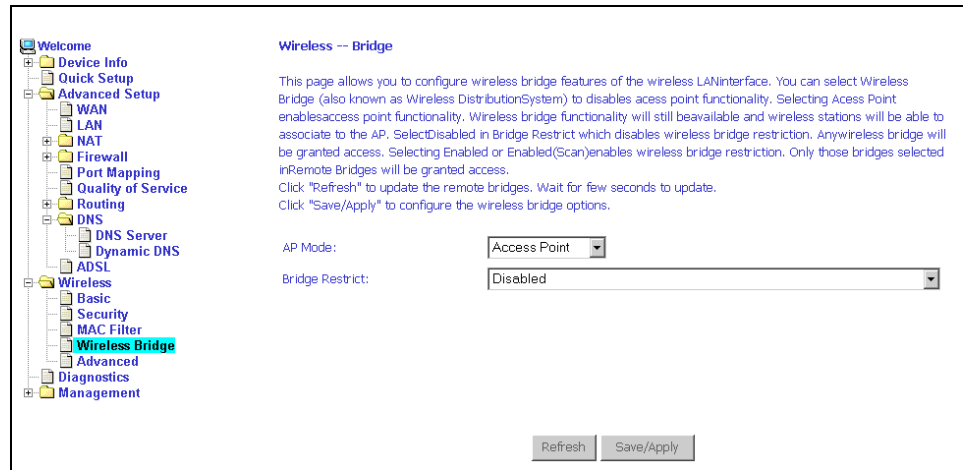 Welcome
Device Info
Quick Setup
Advanced Setup
WAN
LAN
NAT
Firewall
Port Mapping
Quality of Service
Routing
DNS
DNS Server
Dynamic DNS
ADSL
Wireless
Basic
Security
MAC Filter
Wireless Bridge
Advanced
Diagnostics
Management
Wireless -- Bridge
This page allows you to configure wireless bridge features of the wireless LANinterface. You can select Wireless
Bridge (also known as Wireless DistributionSystem) to disables acess point functionality. Selecting Acess Point
enablesaccess point functionality. Wireless bridge functionality will still beavailable and wireless stations will be able to
associate to the AP. SelectDisabled in Bridge Restrict which disables wireless bridge restriction. Anywireless bridge will
be granted access. Selecting Enabled or Enabled(Scan)enables wireless bridge restriction. Only those bridges selected
inRemote Bridges will be granted access.
Click "Refresh" to update the remote bridges. Wait for few seconds to update.
Click "Save/Apply" to configure the wireless bridge options.
AP Mode: Access Point
Bridge Restrict: Disabled
Refresh Save/Apply